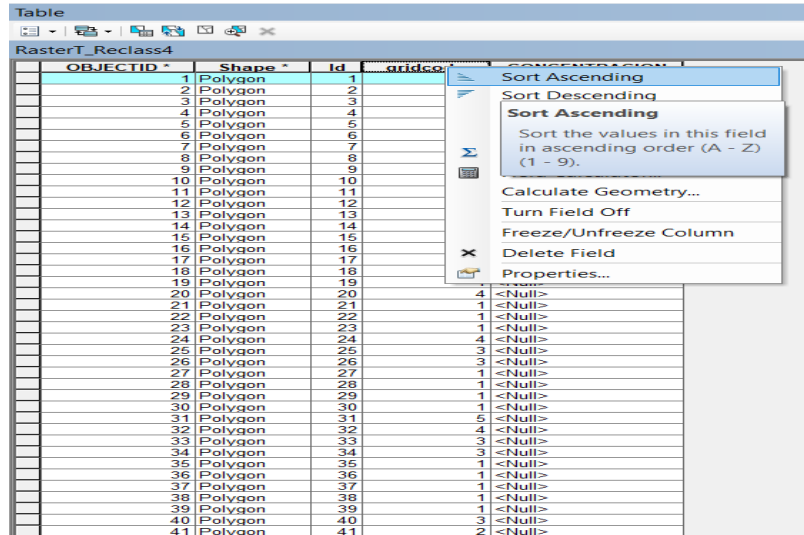 Table
RasterT_Reclass4
OBJECTID * Shape * Id gridco CONCENTRACION
1 Polygon 1
2 Polygon 2
3 Polygon 3
4 Polygon 4
5 Polygon 5
6 Polygon 6
7 Polygon 7
8 Polygon 8
9 Polygon 9
10 Polygon 10
11 Polygon 11
12 Polygon 12
13 Polygon 13
14 Polygon 14
15 Polygon 15
16 Polygon 16
17 Polygon 17
18 Polygon 18
19 Polygon 19 <Null>
20 Polygon 20 4 <Null>
21 Polygon 21 1 <Null>
22 Polygon 22 1 <Null>
23 Polygon 23 1 <Null>
24 Polygon 24 4 <Null>
25 Polygon 25 3 <Null>
26 Polygon 26 3 <Null>
27 Polygon 27 1 <Null>
28 Polygon 28 1 <Null>
29 Polygon 29 1 <Null>
30 Polygon 30 1 <Null>
31 Polygon 31 5 <Null>
32 Polygon 32 4 <Null>
33 Polygon 33 3 <Null>
34 Polygon 34 3 <Null>
35 Polygon 35 1 <Null>
36 Polygon 36 1 <Null>
37 Polygon 37 1 <Null>
38 Polygon 38 1 <Null>
39 Polygon 39 1 <Null>
40 Polygon 40 3 <Null>
41 Polygon 41 2 <Null>
Sort Ascending
Sort Descending
Sort Ascending
Sort the values in this field
in ascending order (A - Z)
(1 - 9).
Calculate Geometry...
Turn Field Off
Freeze/Unfreeze Column
Delete Field
Properties...